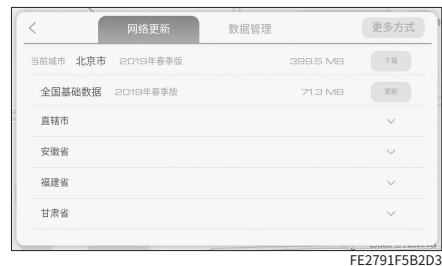 网络更新 数据管理 更多方式
当前城市 北京市 2019年春季版 399.5 MB 下载
全国基础数据 2019年春季版 71.3 MB 更新
直辖市
安徽省
福建省
甘肃省
FE2791F5B2D3